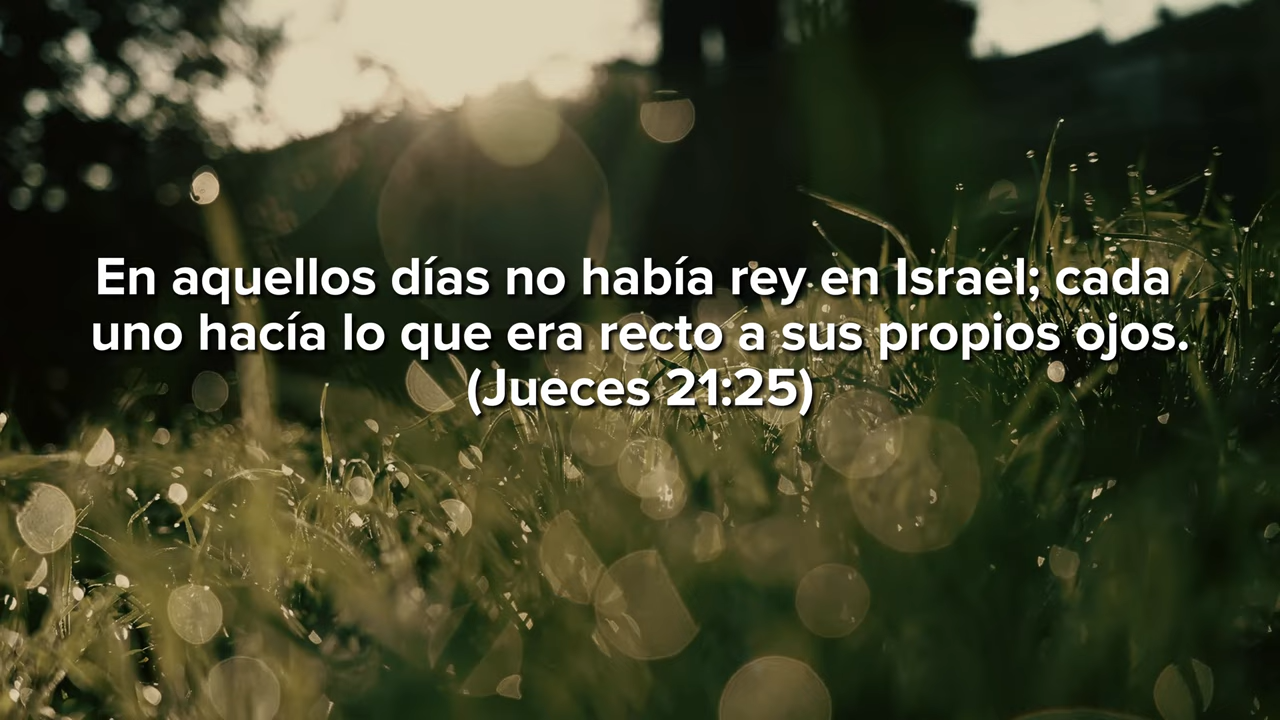 En aquellos días no había rey en Israel; cada
uno hacía lo que era recto a sus propios ojos.
(Jueces 21:25)